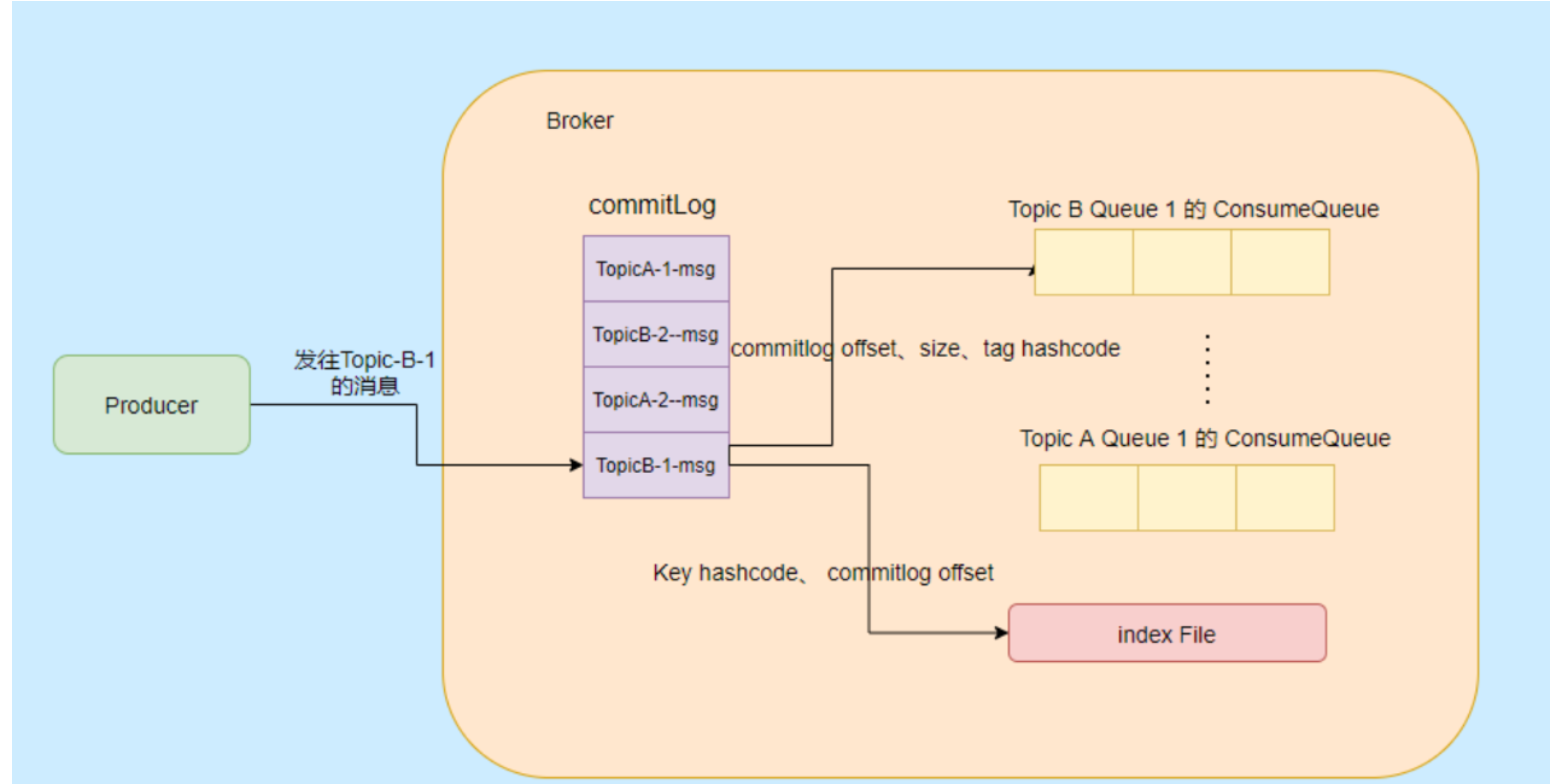 Broker
commitLog
Topic B Queue 1 的 ConsumeQueue
TopicA-1-msg
TopicB-2--msg
commitlog offset、size、tag hashcode
发往Topic-B-1
的消息
Producer
TopicA-2--msg
Topic A Queue 1 的 ConsumeQueue
TopicB-1-msg
Key hashcode、 commitlog offset
index File